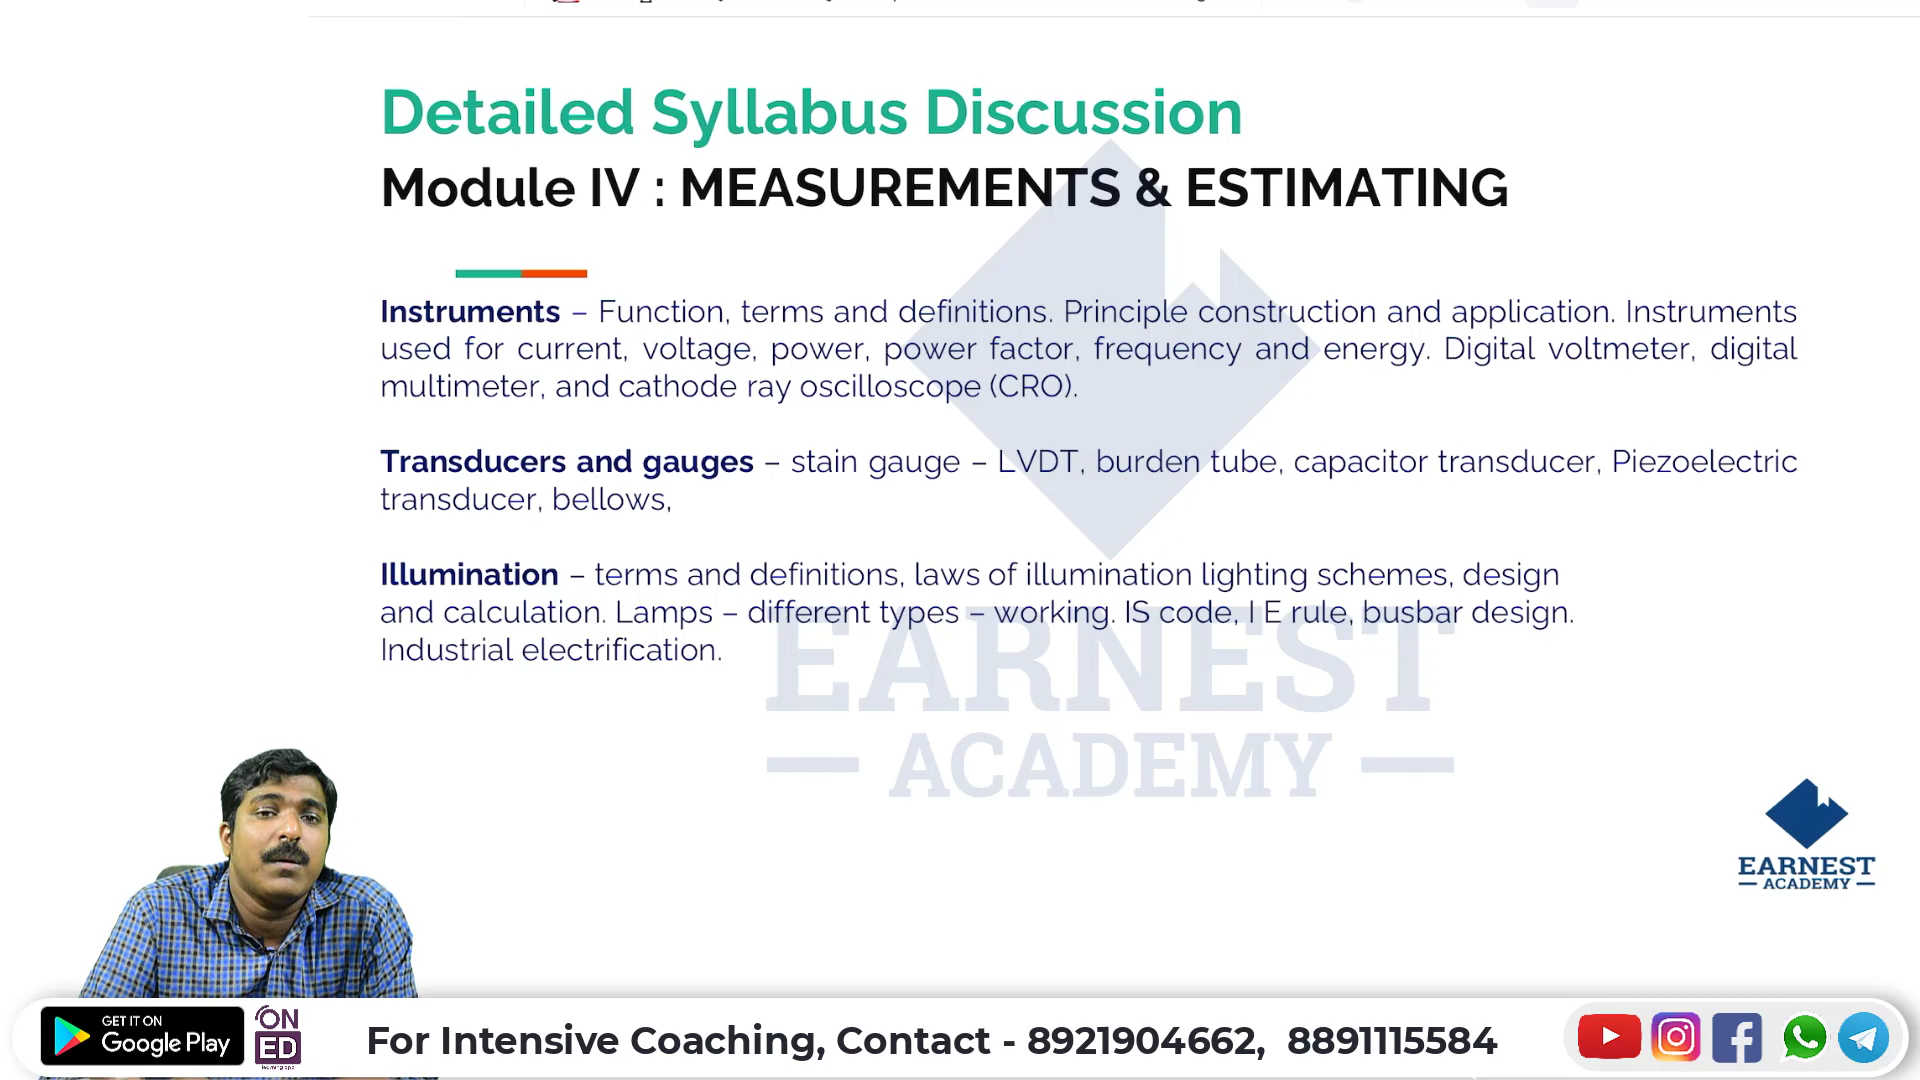 Detailed Syllabus Discussion
Module IV : MEASUREMENTS & ESTIMATING
Instruments – Function, terms and definitions. Principle construction and application. Instruments
used for current, voltage, power, power factor, frequency and energy. Digital voltmeter, digital
multimeter, and cathode ray oscilloscope (CRO).
Transducers and gauges – stain gauge – LVDT, burden tube, capacitor transducer, Piezoelectric
transducer, bellows,
Illumination – terms and definitions, laws of illumination lighting schemes, design
and calculation. Lamps – different types – working. IS code, I E rule, busbar design.
Industrial electrification.
EARNEST
ACADEMY
EARNEST
ACADEMY
GET IT ON
Google Play
ON
ED
learning app
For Intensive Coaching, Contact - 8921904662, 8891115584